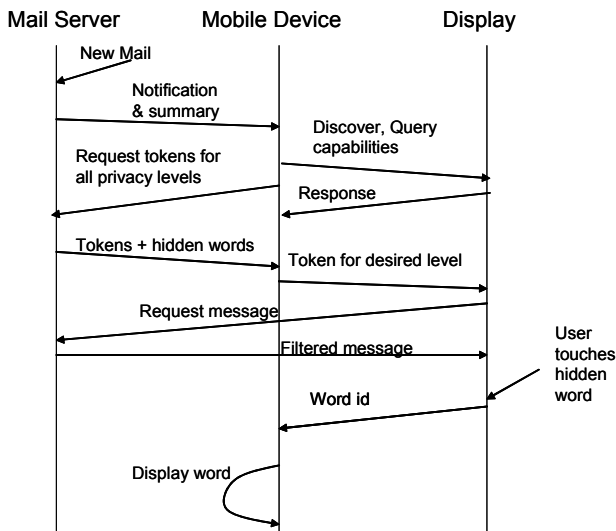 Mail Server
Mobile Device
Display
New Mail
Notification
& summary
Discover, Query
capabilities
Request tokens for
all privacy levels
Response
Tokens + hidden words
Token for desired level
Request message
Filtered message
User
touches
hidden
word
Word id
Display word